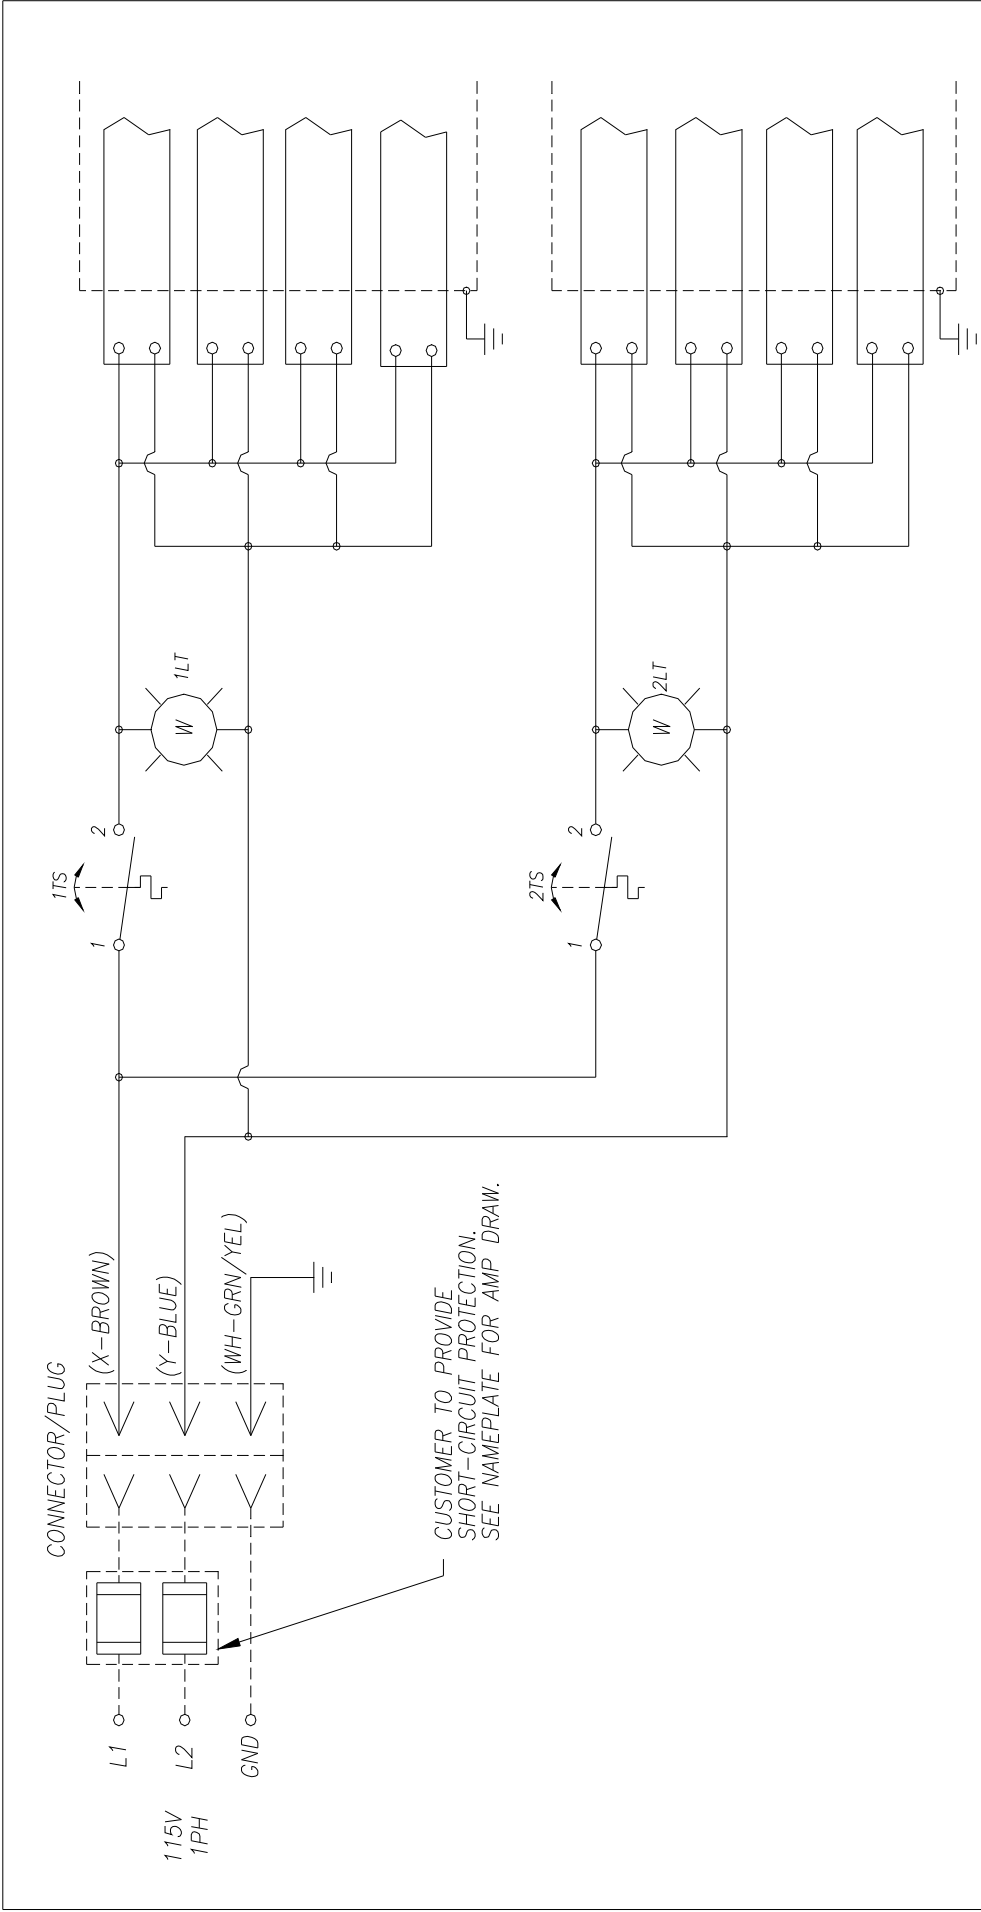 115V
1PH
L1
L2
GND
CONNECTOR/PLUG
(X-BROWN)
(Y-BLUE)
(WH-GRN/YEL)
CUSTOMER TO PROVIDE
SHORT-CIRCUIT PROTECTION.
SEE NAMEPLATE FOR AMP DRAW.
1TS
1
2
W
1LT
2TS
1
2
W
2LT